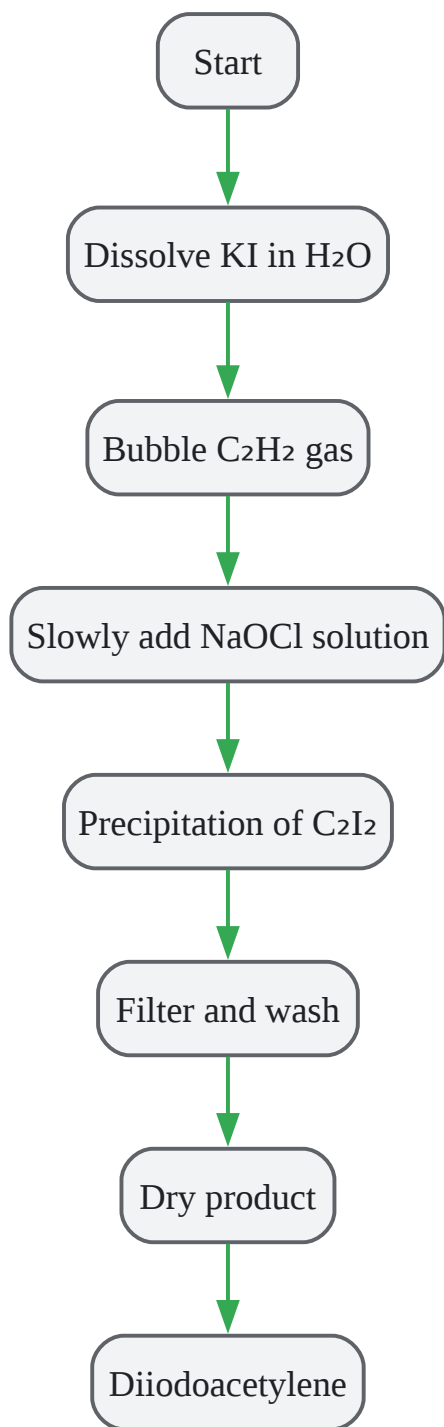 Start
Dissolve KI in H₂O
Bubble C₂H₂ gas
Slowly add NaOCl solution
Precipitation of C₂I₂
Filter and wash
Dry product
Diiodoacetylene